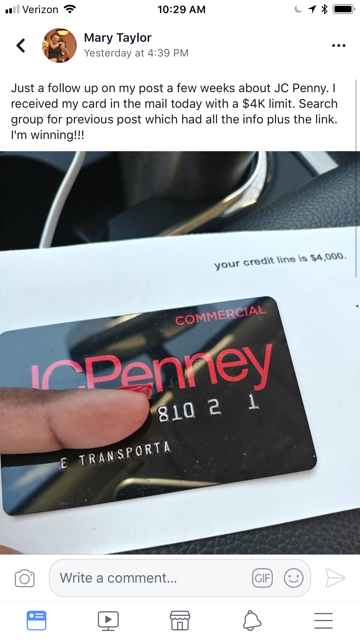 Verizon 10:29 AM
Mary Taylor
Yesterday at 4:39 PM
Just a follow up on my post a few weeks about JC Penny. I
received my card in the mail today with a $4K limit. Search
group for previous post which had all the info plus the link.
I'm winning!!!
your credit line is $4,000.
COMMERCIAL
JCPenney
810 2 1
E TRANSPORTA
Write a comment...
GIF